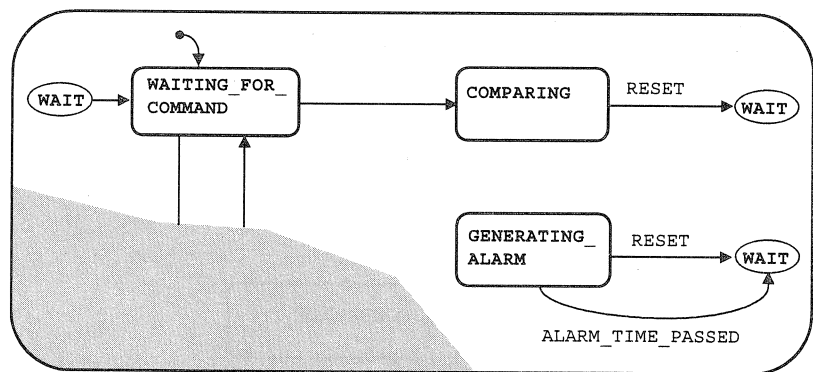 WAIT
WAITING_FOR_
COMMAND
COMPARING
RESET
WAIT
GENERATING_
ALARM
RESET
WAIT
ALARM_TIME_PASSED